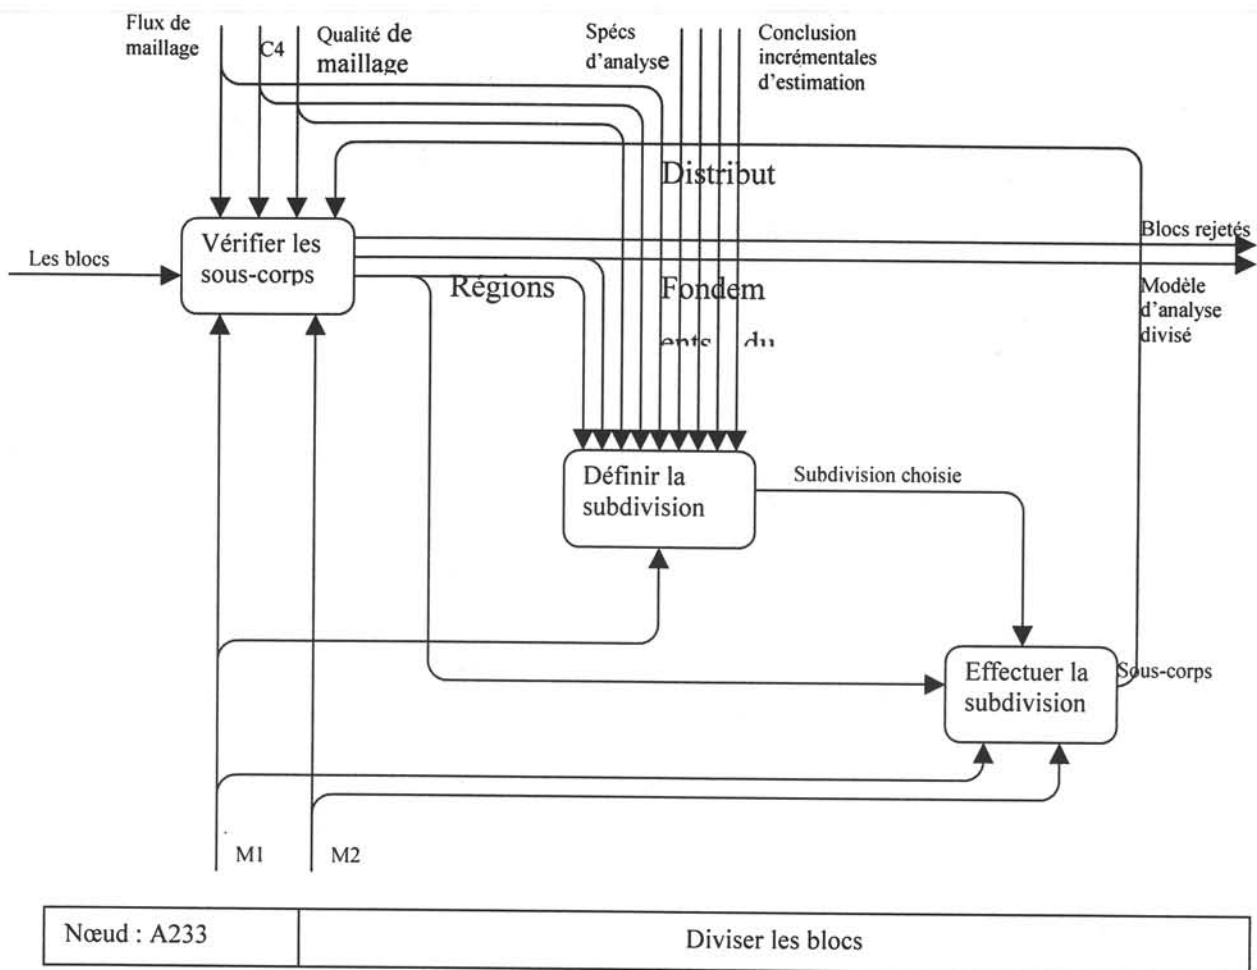 Flux de
maillage
C4
Qualité de
maillage
Spécs
d'analyse
Conclusion
incrémentales
d'estimation
Distribut
Vérifier les
sous-corps
Les blocs
Blocs rejetés
Régions
Fondem
ents du
Modèle
d'analyse
divisé
Définir la
subdivision
Subdivision choisie
Effectuer la
subdivision
Sous-corps
M1
M2
Nœud : A233
Diviser les blocs